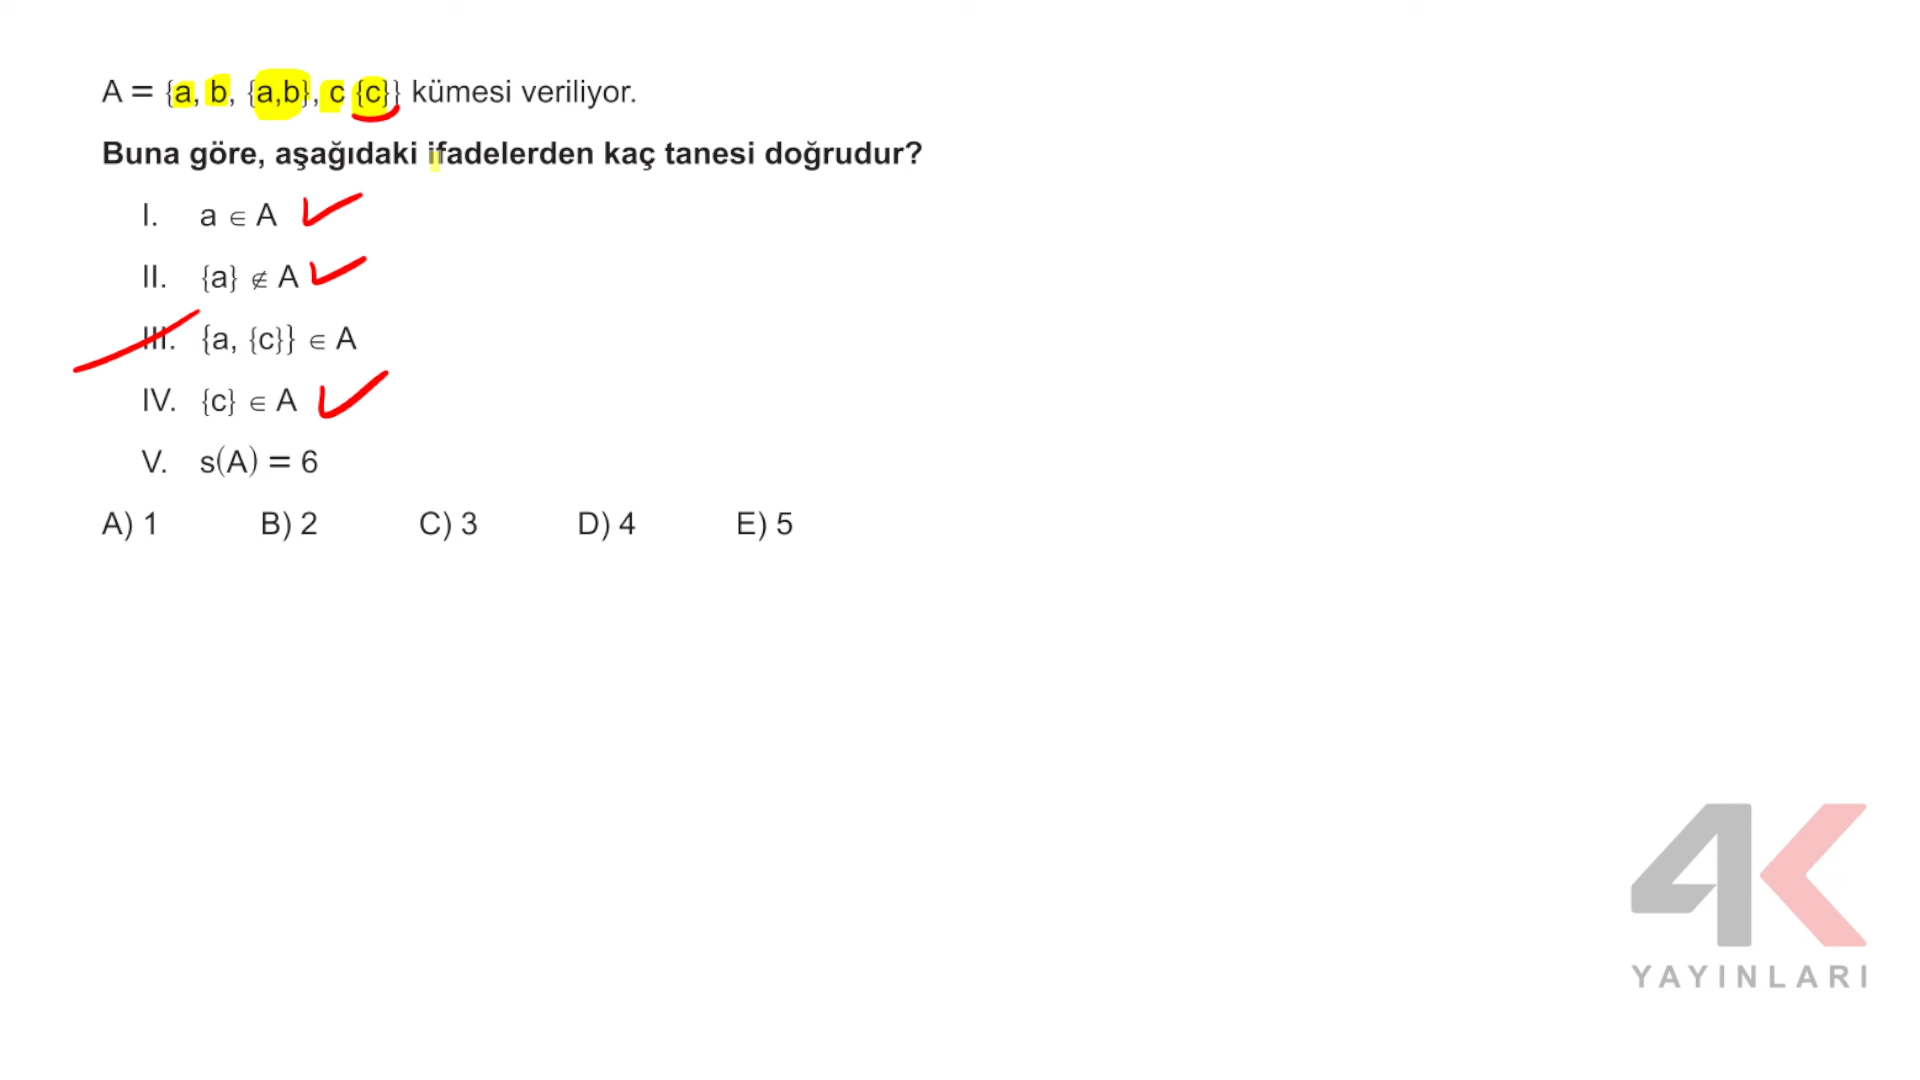 A = {a, b, {a,b}, c {c}} kümesi veriliyor.
Buna göre, aşağıdaki ifadelerden kaç tanesi doğrudur?
I. a ∈ A
II. {a} ∉ A
III. {a, {c}} ∈ A
IV. {c} ∈ A
V. s(A) = 6
A) 1 B) 2 C) 3 D) 4 E) 5
4K
YAYINLARI